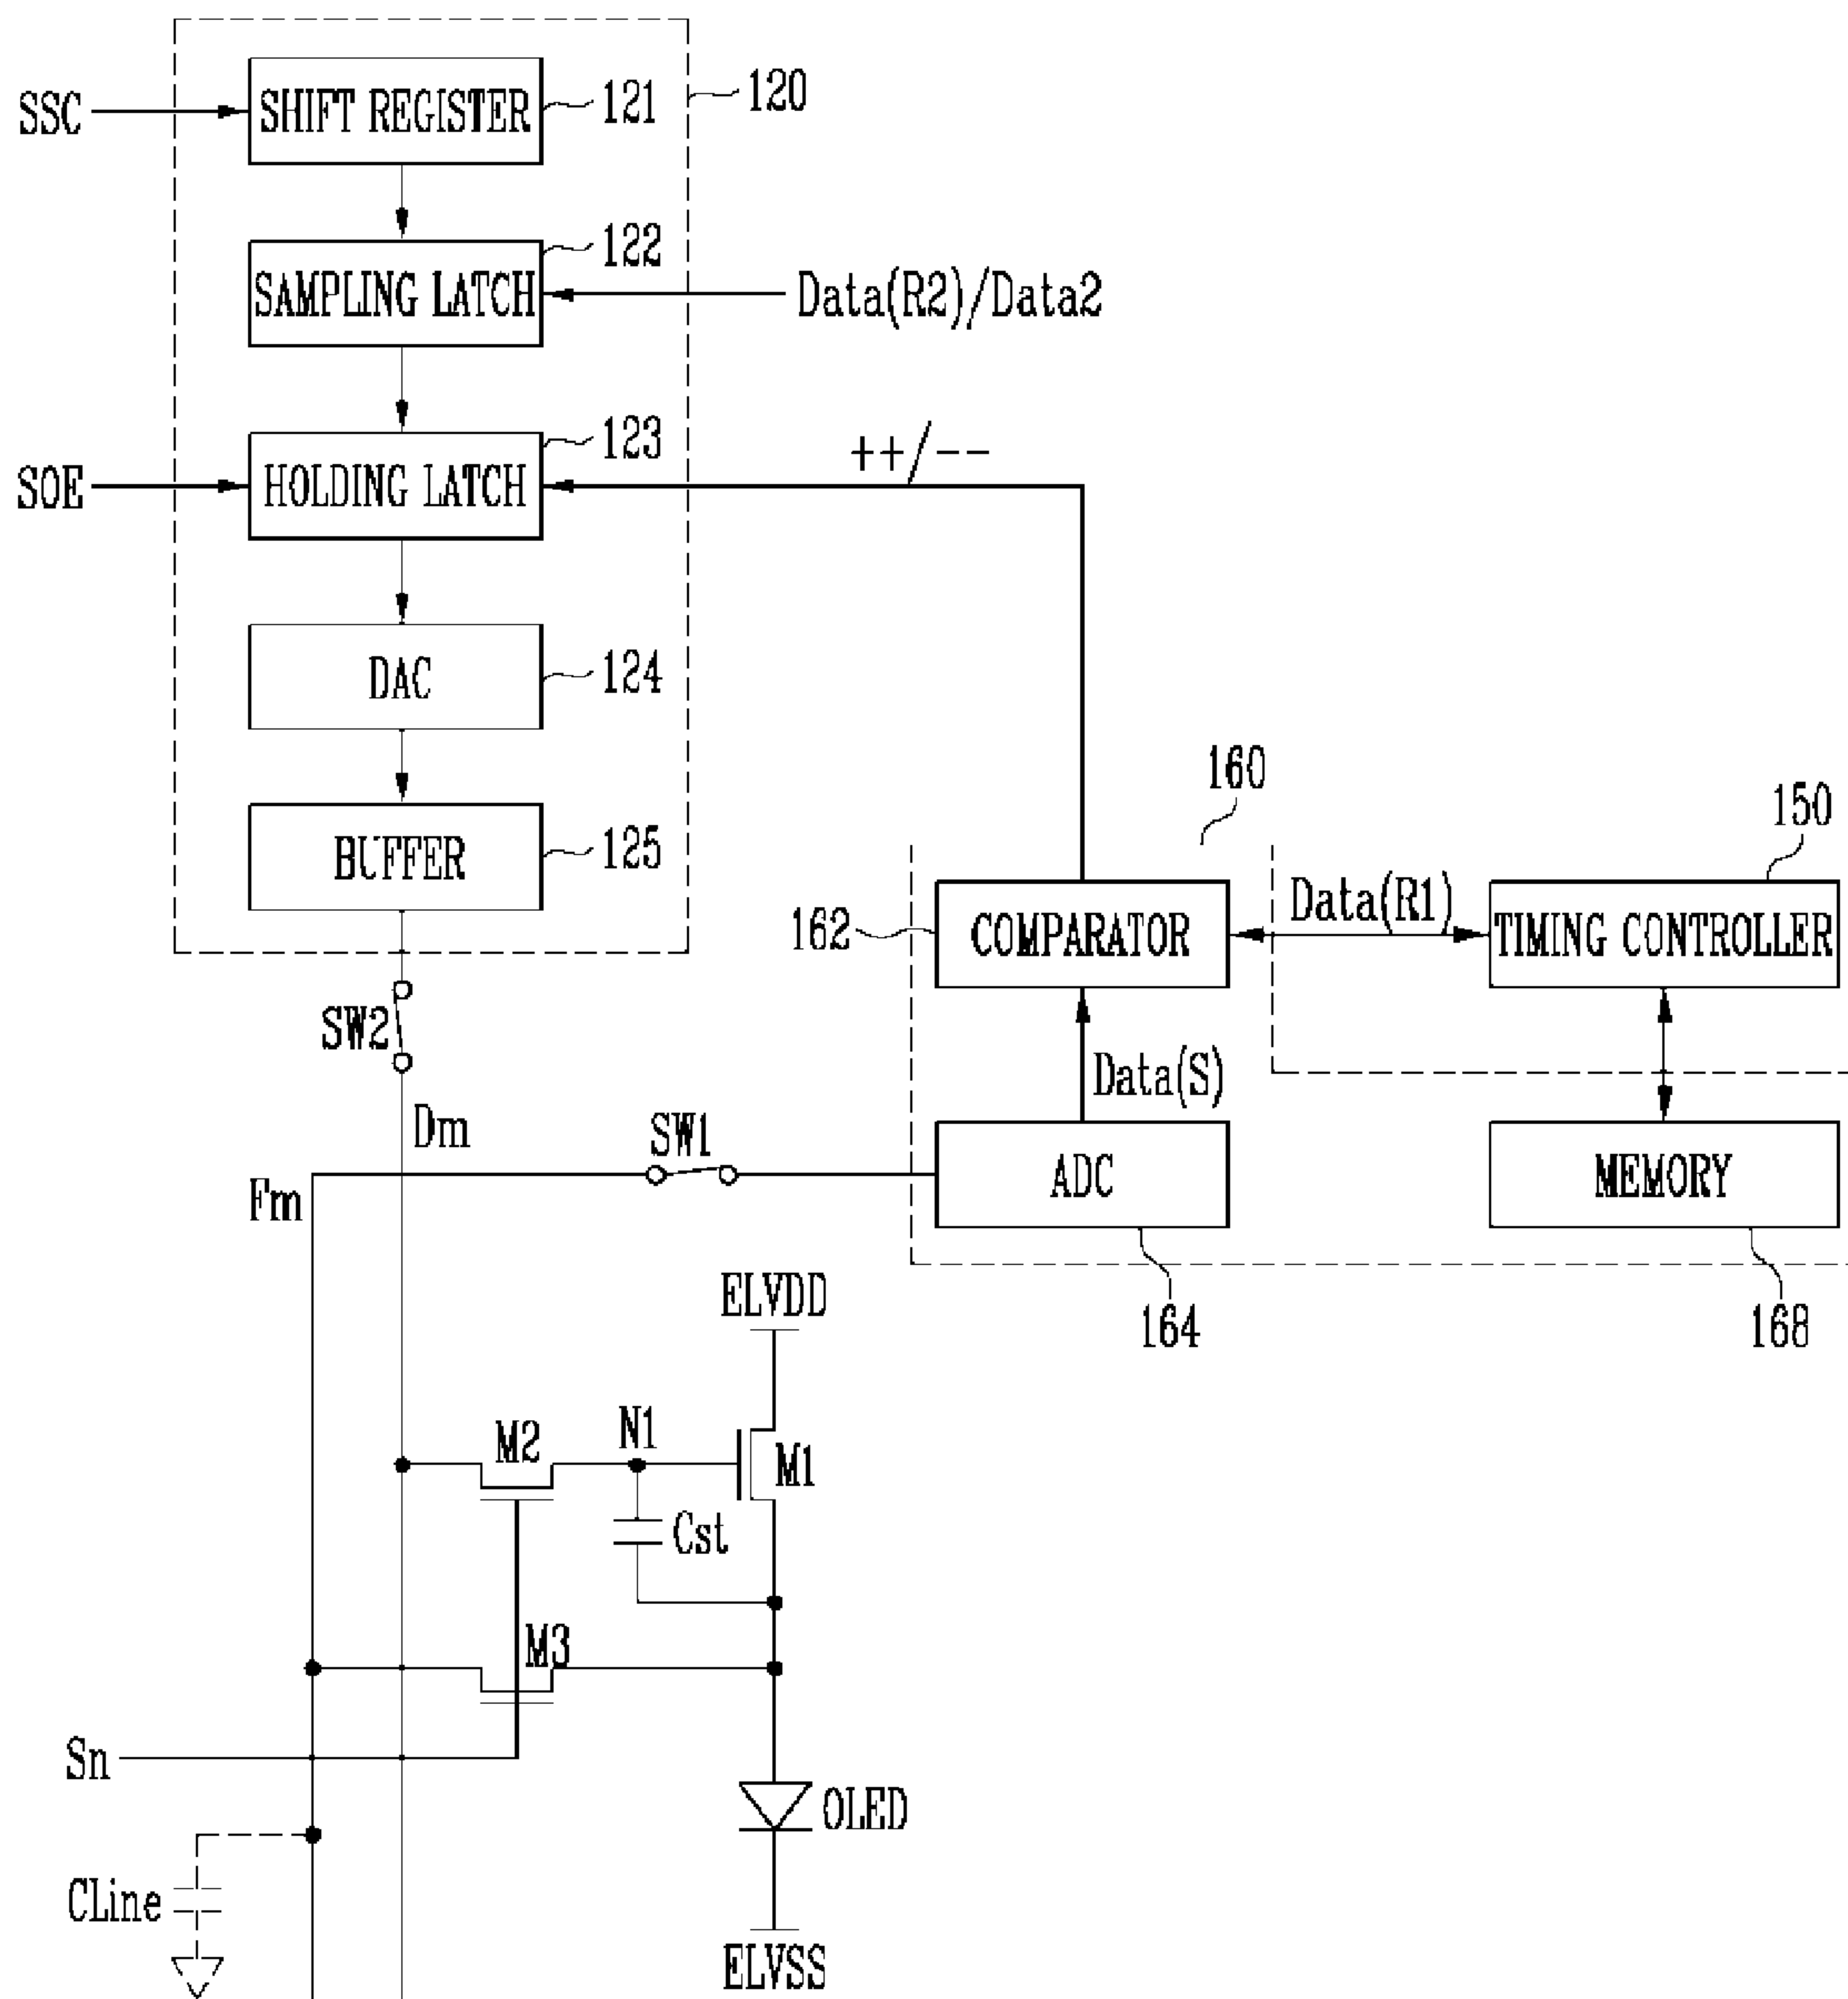 SSC
SHIFT REGISTER
121
120
SAMPLING LATCH
122
Data(R2)/Data2
SOE
HOLDING LATCH
123
++/--
DAC
124
BUFFER
125
160
150
162
COMPARATOR
Data(R1)
TIMING CONTROLLER
SW2
Data(S)
Dm
SW1
Fm
ADC
MEMORY
164
168
ELVDD
M2
N1
M1
Cst
M3
Sn
OLED
CLine
ELVSS